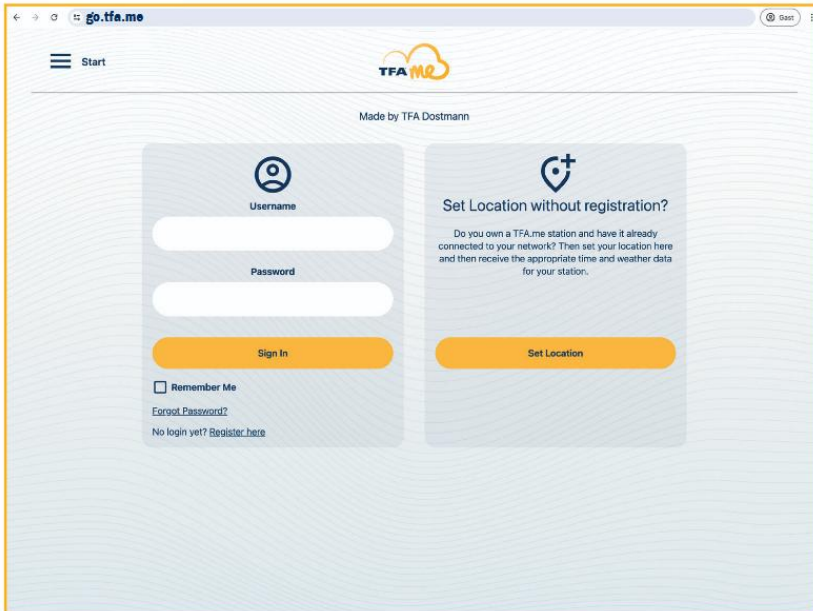 go.tfa.me
Gast
Start
TFA me
Made by TFA Dostmann
Username
Password
Sign In
Remember Me
Forgot Password?
No login yet? Register here
Set Location without registration?
Do you own a TFA.me station and have it already
connected to your network? Then set your location here
and then receive the appropriate time and weather data
for your station.
Set Location